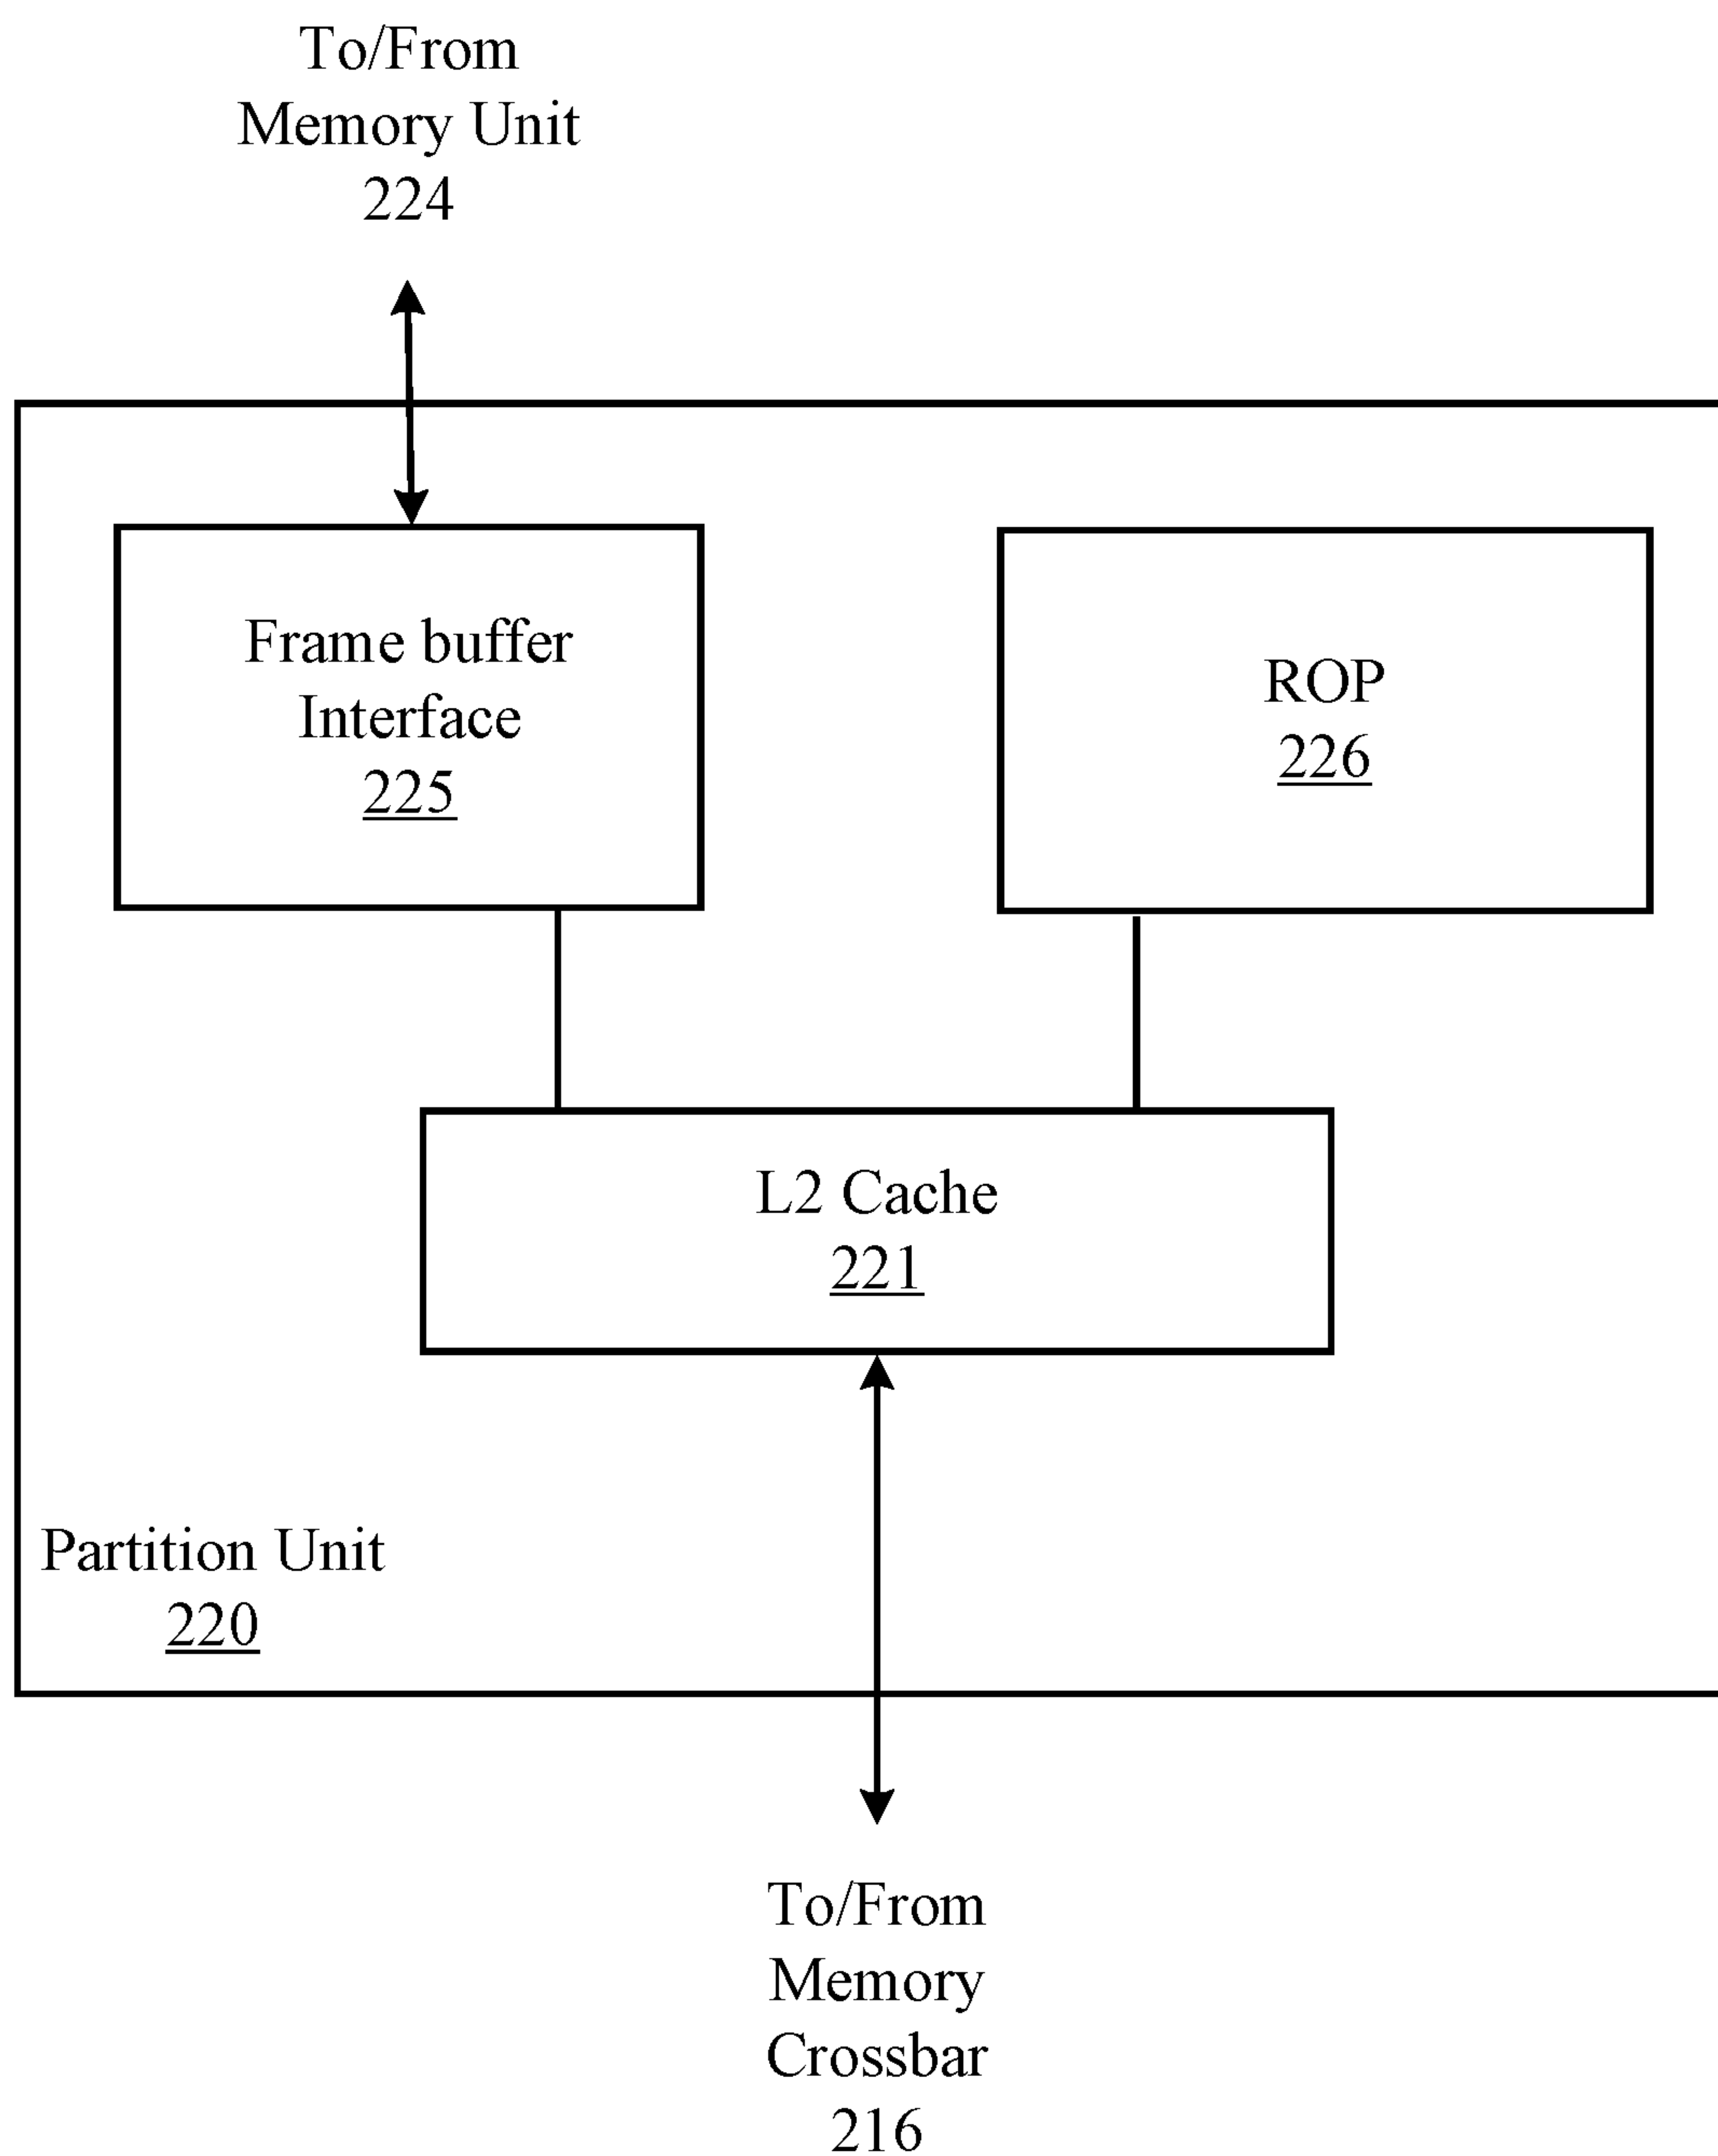 To/From
Memory Unit
224
Frame buffer
Interface
225
ROP
226
L2 Cache
221
Partition Unit
220
To/From
Memory
Crossbar
216